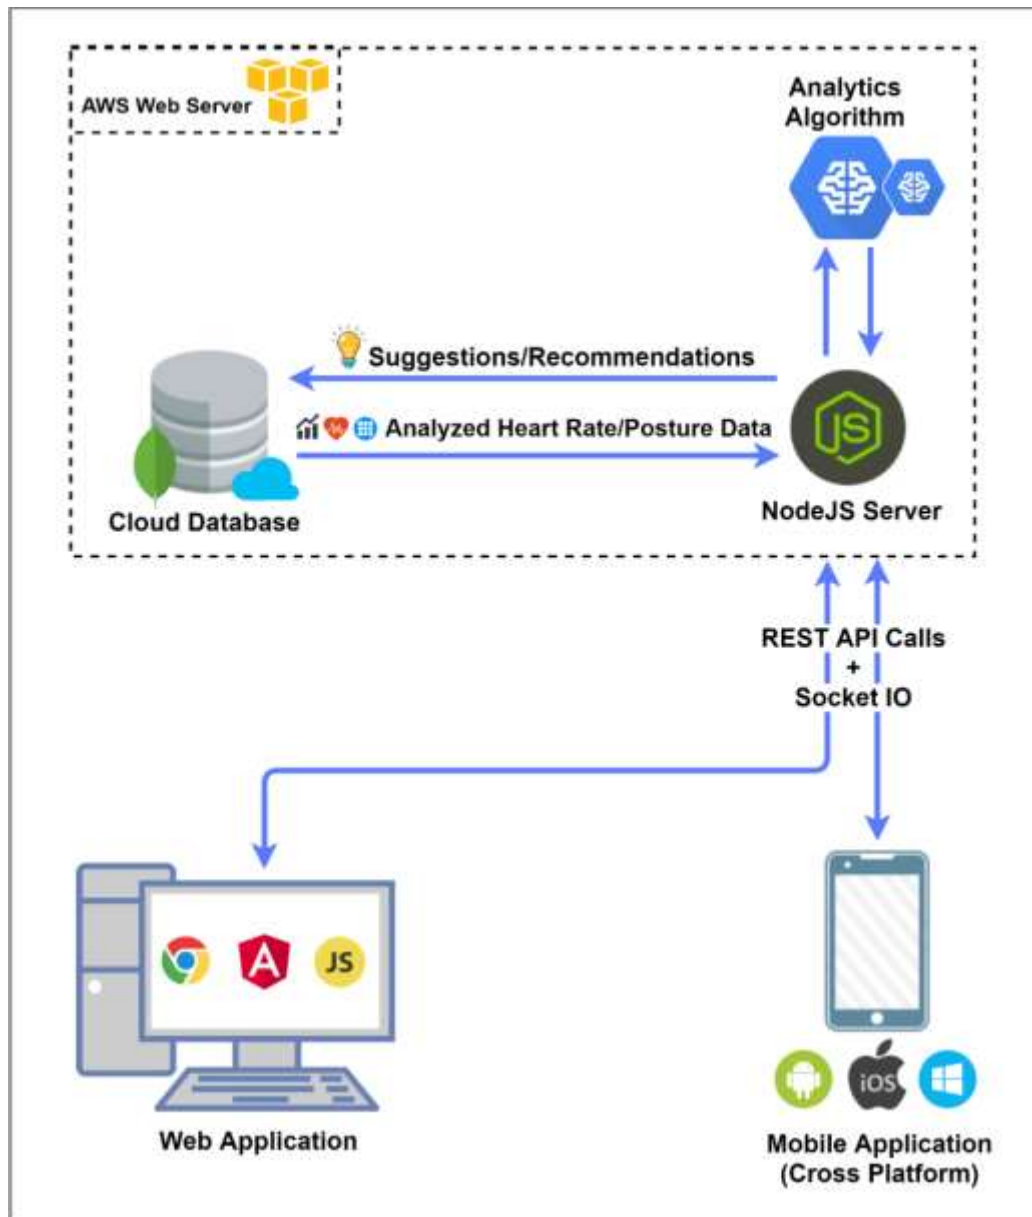 AWS Web Server
Analytics
Algorithm
Suggestions/Recommendations
Analyzed Heart Rate/Posture Data
JS
Cloud Database
NodeJS Server
REST API Calls
+
Socket IO
A
JS
iOS
Web Application
Mobile Application
(Cross Platform)